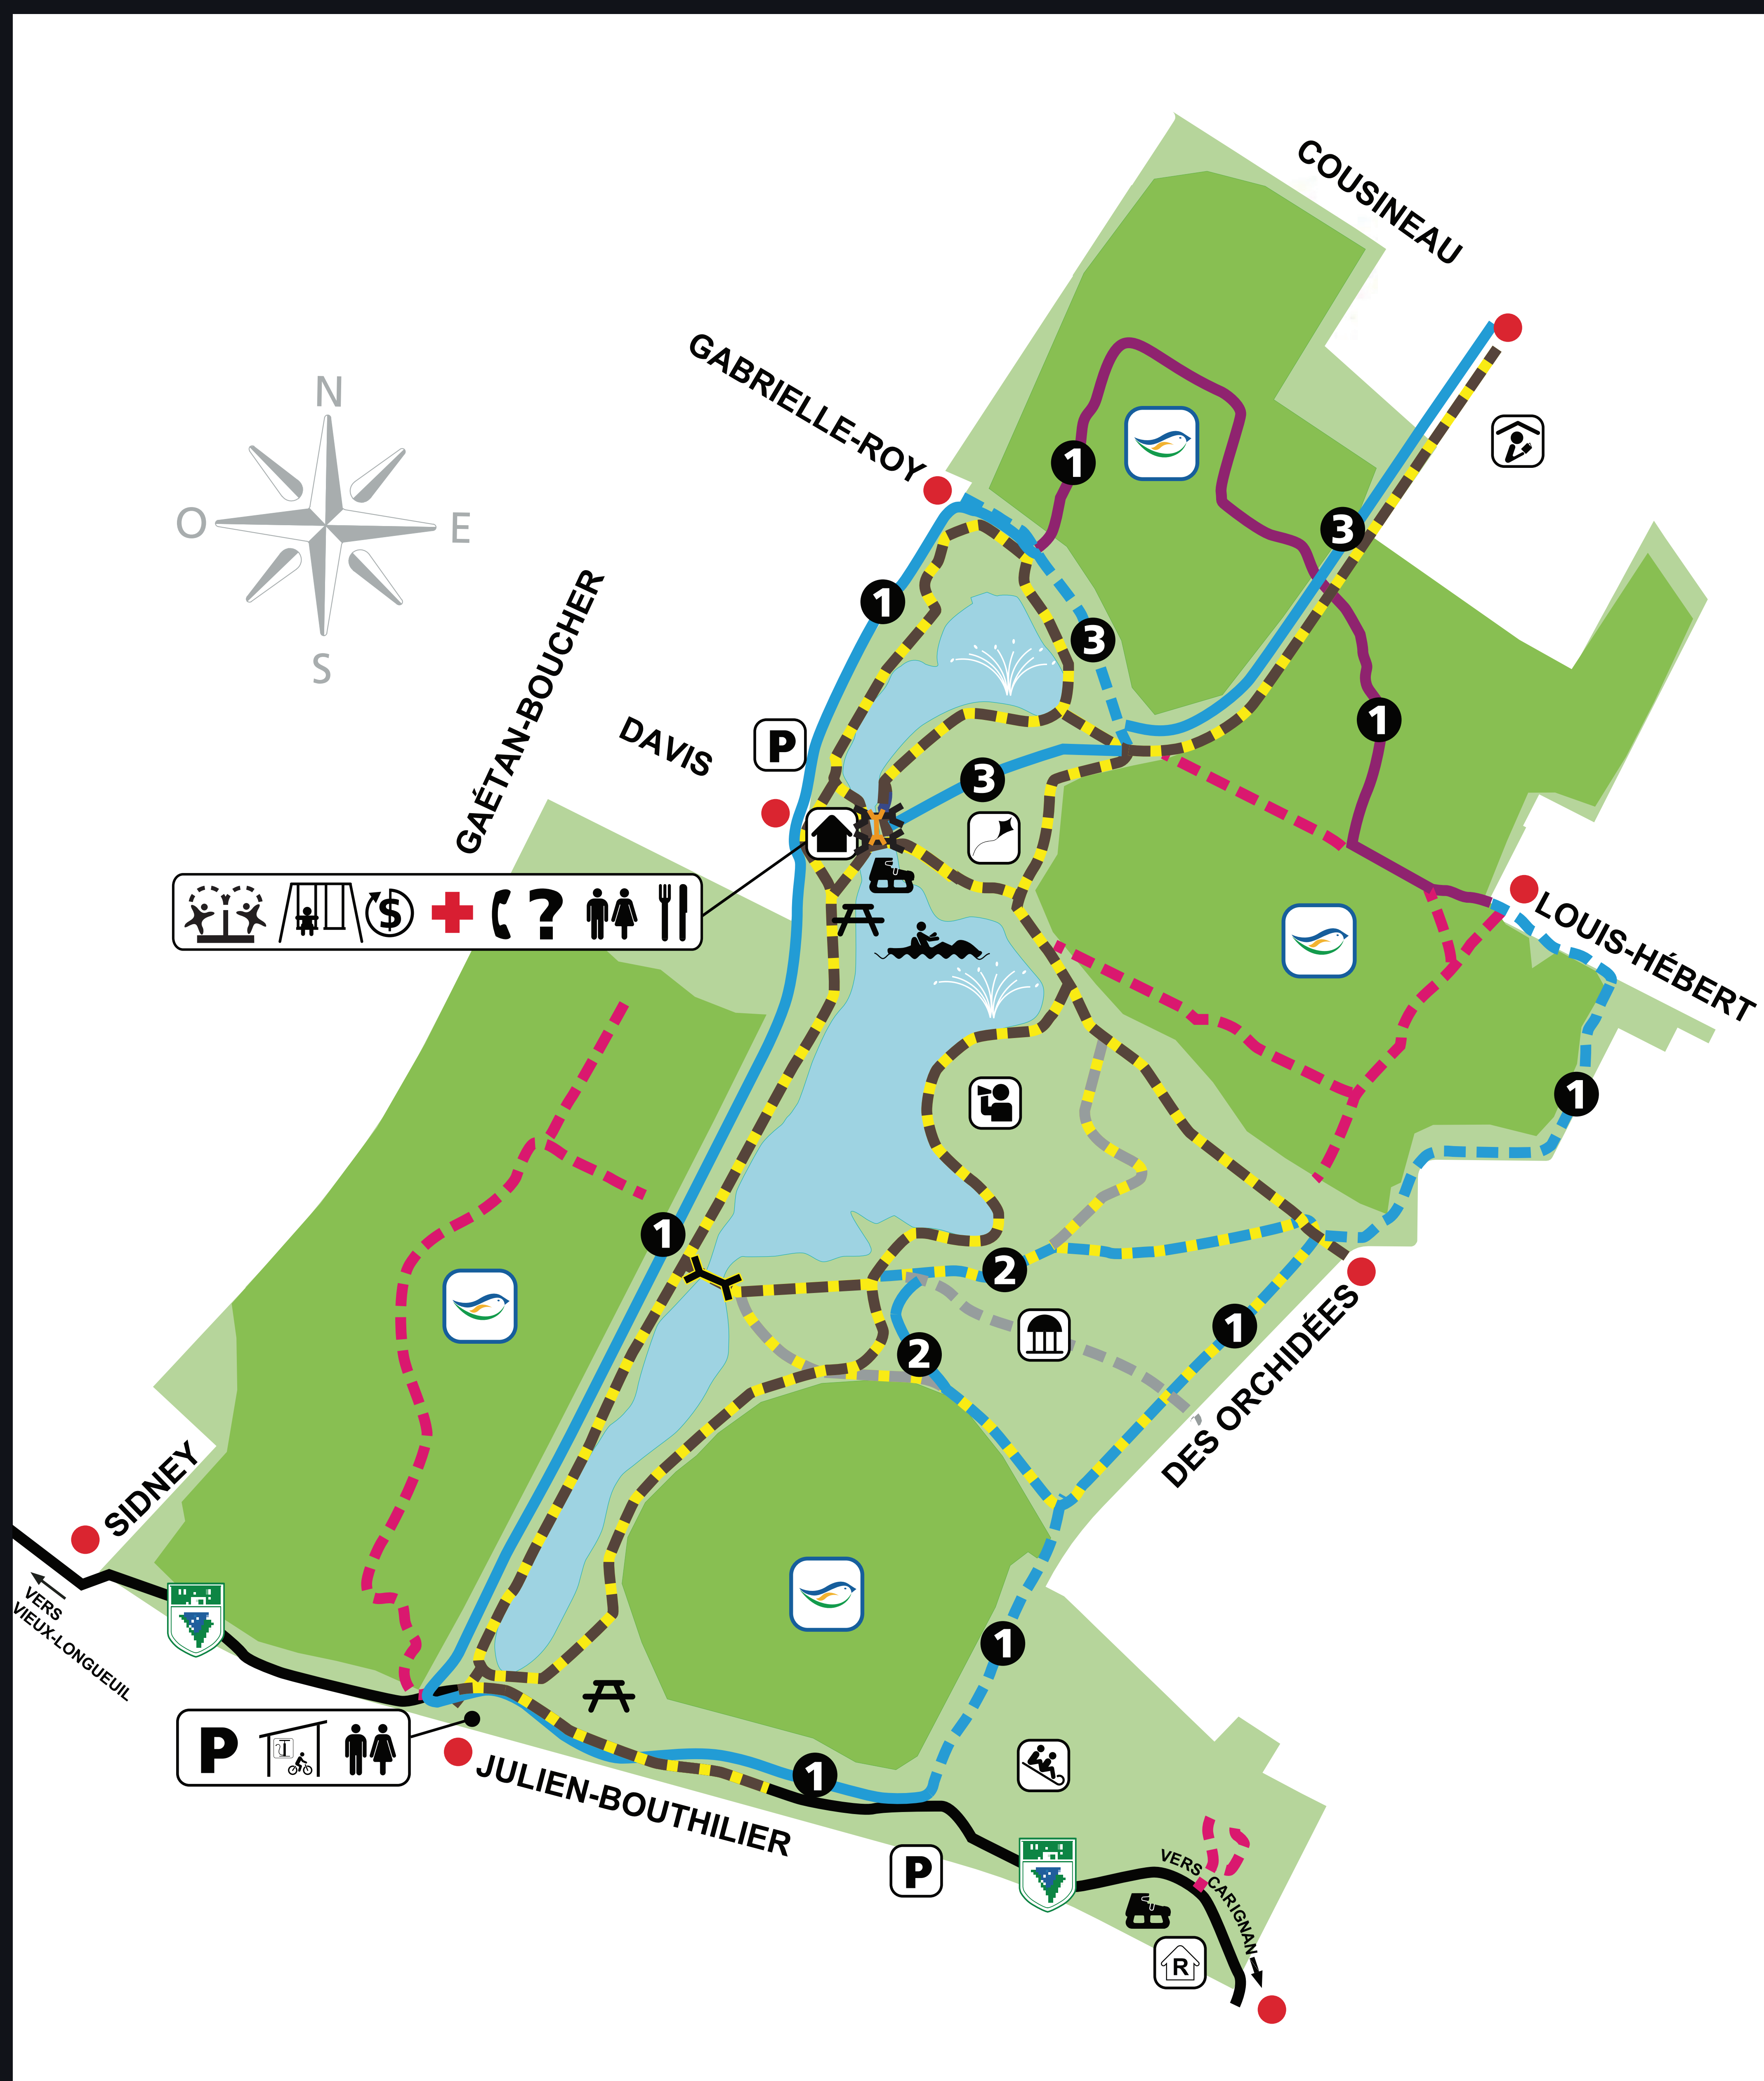 COUSINEAU
GABRIELLE-ROY
N
O
E
S
1
3
1
3
GAÉTAN-BOUCHER
DAVIS
P
1
3
$
?
LOUIS-HÉBERT
1
1
2
1
2
DES ORCHIDÉES
SIDNEY
VERS
VIEUX-LONGUEUIL
1
P
JULIEN-BOUTHILIER
1
P
VERS
CARIGNAN
R